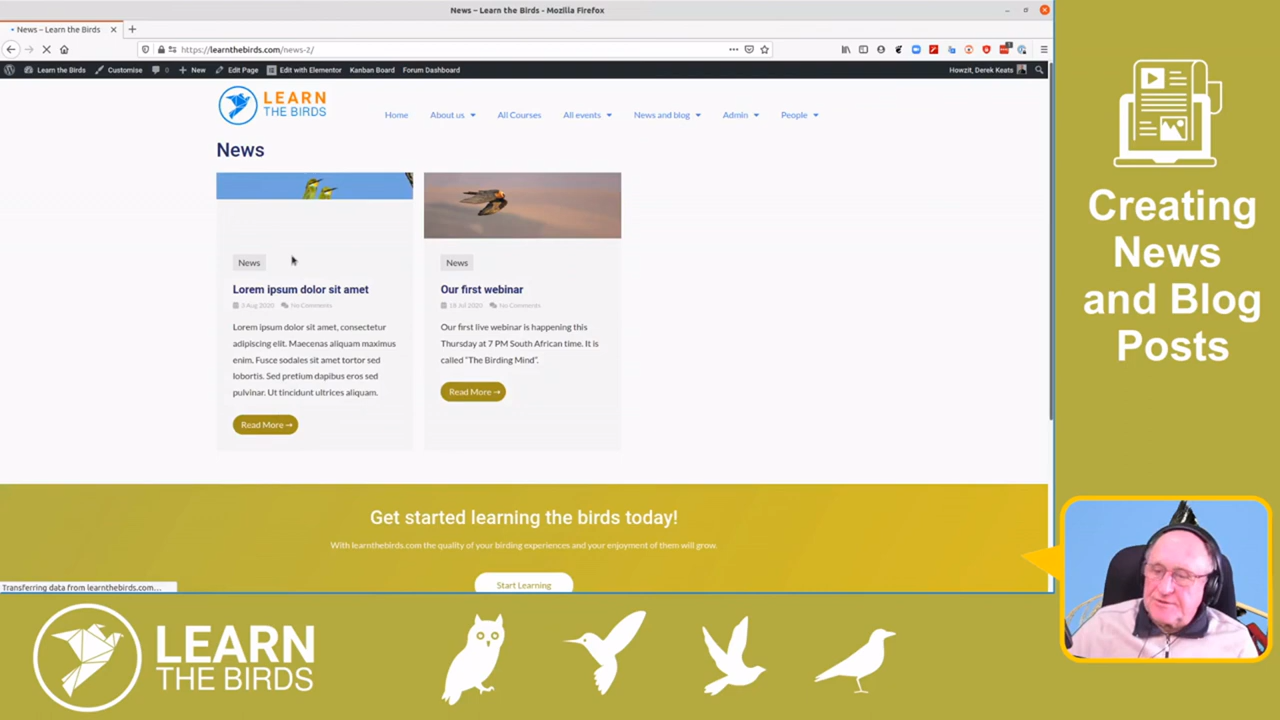 News – Learn the Birds - Mozilla Firefox
News – Learn the Birds
https://learnthebirds.com/news-2/
Learn the Birds Customise New Edit Page Edit with Elementor Kanban Board Forum Dashboard Howzit, Derek Keats
LEARN
THE BIRDS
Home About us All Courses All events News and blog Admin People
News
News
Lorem ipsum dolor sit amet
3 Aug 2020 No Comments
Lorem ipsum dolor sit amet, consectetur
adipiscing elit. Maecenas aliquam maximus
enim. Fusce sodales sit amet tortor sed
lobortis. Sed pretium dapibus eros sed
pulvinar. Ut tincidunt ultrices aliquam.
Read More →
News
Our first webinar
18 Jul 2020 No Comments
Our first live webinar is happening this
Thursday at 7 PM South African time. It is
called “The Birding Mind”.
Read More →
Get started learning the birds today!
With learnthebirds.com the quality of your birding experiences and your enjoyment of them will grow.
Start Learning
Transferring data from learnthebirds.com...
Creating
News
and Blog
Posts
LEARN
THE BIRDS